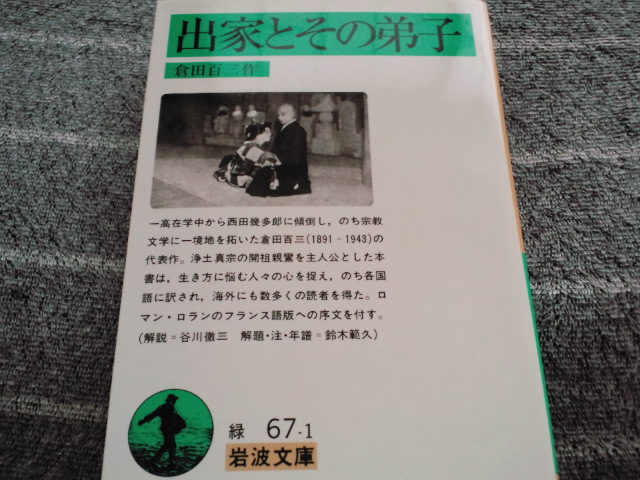 出家とその弟子
倉田百三作
一高在学中から西田幾多郎に傾倒し，のち宗教
文学に一境地を拓いた倉田百三(1891‐1943)の
代表作。浄土真宗の開祖親鸞を主人公とした本
書は，生き方に悩む人々の心を捉え，のち各国
語に訳され，海外にも数多くの読者を得た。ロ
マン・ロランのフランス語版への序文を付す。
(解説＝谷川徹三　解題・注・年譜＝鈴木範久)
緑 67-1
岩波文庫